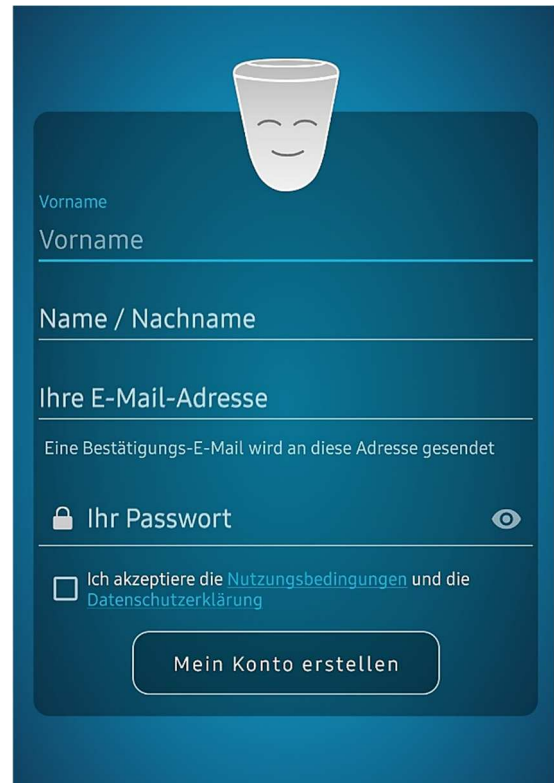 Vorname
Vorname
Name / Nachname
Ihre E-Mail-Adresse
Eine Bestätigungs-E-Mail wird an diese Adresse gesendet
Ihr Passwort
Ich akzeptiere die Nutzungsbedingungen und die
Datenschutzerklärung
Mein Konto erstellen